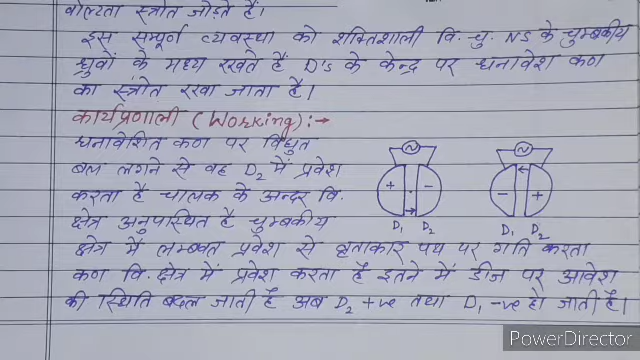 वोल्टता स्त्रोत जोड़ते हैं।
इस सम्पूर्ण व्यवस्था को शक्तिशाली वि. चु. NS के चुम्बकीय
ध्रुवों के मध्य रखते हैं D's के केन्द्र पर धनावेश कण
का स्त्रोत रखा जाता है।
कार्यप्रणाली (Working):→
धनावेशित कण पर विद्युत
बल लगने से वह D₂ में प्रवेश
करता है चालक के अन्दर वि.
क्षेत्र अनुपस्थित है चुम्बकीय
क्षेत्र में लम्बवत प्रवेश से वृताकार पथ पर गति करता
कण वि. क्षेत्र में प्रवेश करता है इतने में डीज पर आवेश
की स्थिति बदल जाती है अब D₂ +ve तथा D₁ -ve हो जाती है।
~ ~
+ - - +
D₁ D₂ D₁ D₂
PowerDirector